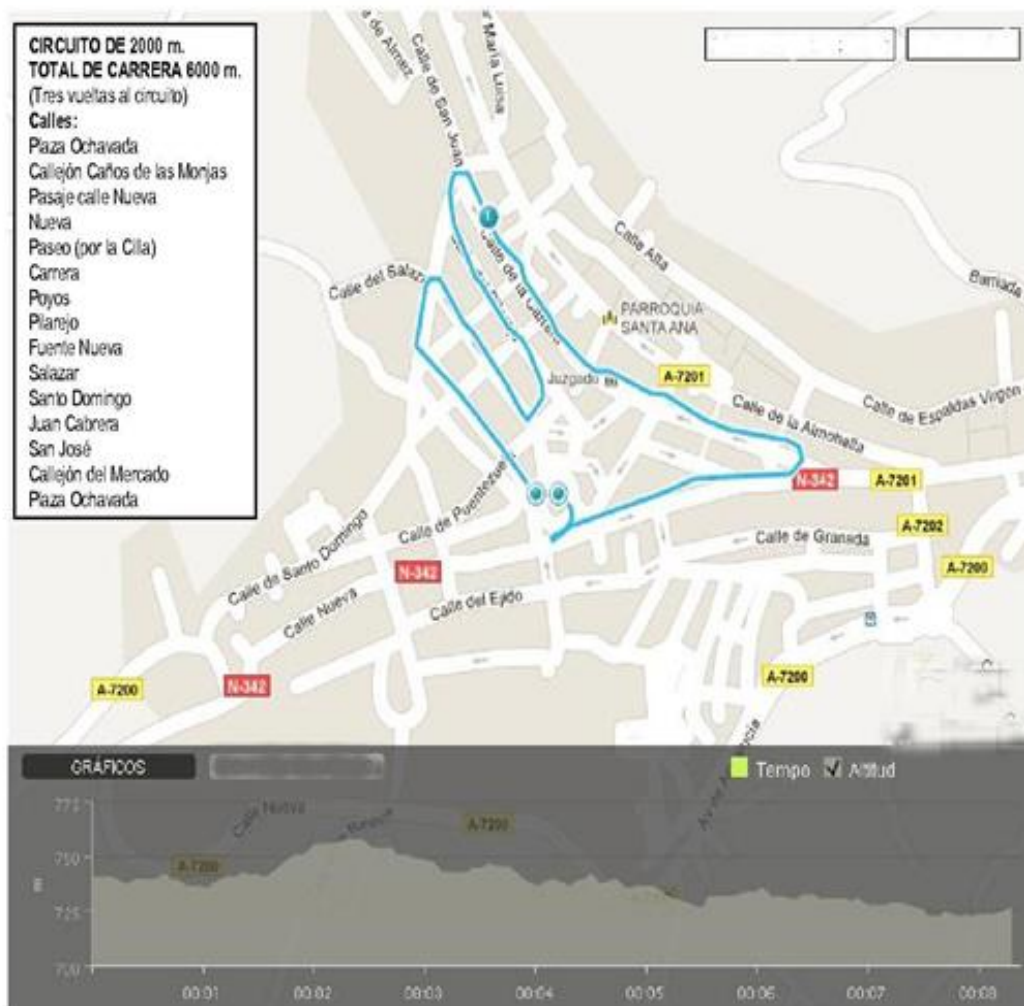 CIRCUITO DE 2000 m.
TOTAL DE CARRERA 6000 m.
(Tres vueltas al circuito)
Calles:
Plaza Ochavada
Callejón Caños de las Monjas
Pasaje calle Nueva
Nueva
Paseo (por la Cilla)
Carrera
Poyos
Pilarejo
Fuente Nueva
Salazar
Santo Domingo
Juan Cabrera
San José
Callejón del Mercado
Plaza Ochavada
Calle de San Juan
María Luisa
Calle Alta
Barriada
Calle del Salaz
Calle de la
PARROQUIA
SANTA ANA
Juzgado
A-7201
Calle de la Almohalla
Calle de Espaldas Virgen
N-342
A-7201
A-7202
Calle de Puentezue
Calle de Granada
A-7200
Calle de Santo Domingo
N-342
Calle Nueva
Calle del Ejido
A-7200
N-342
A-7200
GRÁFICOS
Tempo
Altitud
775
750
725
700
m
Calle Nueva
A-7200
A-7200
00:01
00:02
00:03
00:04
00:05
00:06
00:07
00:08